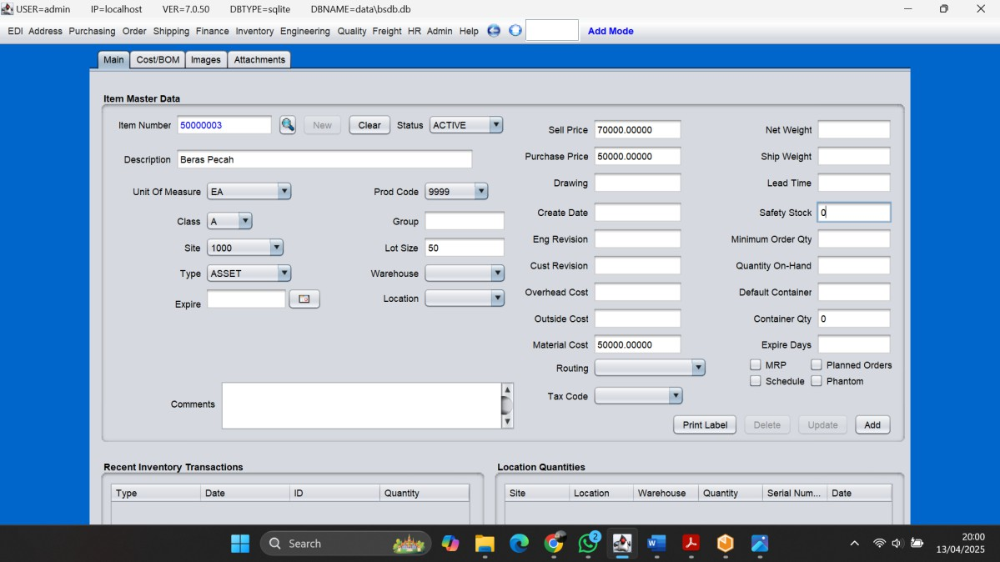 USER=admin IP=localhost VER=7.0.50 DBTYPE=sqlite DBNAME=data\bsdb.db
EDI Address Purchasing Order Shipping Finance Inventory Engineering Quality Freight HR Admin Help Add Mode
Main Cost/BOM Images Attachments
Item Master Data
Item Number 50000003 New Clear Status ACTIVE
Description Beras Pecah
Unit Of Measure EA Prod Code 9999
Class A Group
Site 1000 Lot Size 50
Type ASSET Warehouse
Expire Location
Comments
Sell Price 70000.00000
Purchase Price 50000.00000
Drawing
Create Date
Eng Revision
Cust Revision
Overhead Cost
Outside Cost
Material Cost 50000.00000
Routing
Tax Code
Net Weight
Ship Weight
Lead Time
Safety Stock 0
Minimum Order Qty
Quantity On-Hand
Default Container
Container Qty 0
Expire Days
MRP Planned Orders
Schedule Phantom
Print Label Delete Update Add
Recent Inventory Transactions
Type Date ID Quantity
Location Quantities
Site Location Warehouse Quantity Serial Num... Date
Search 2 W 20:00
13/04/2025